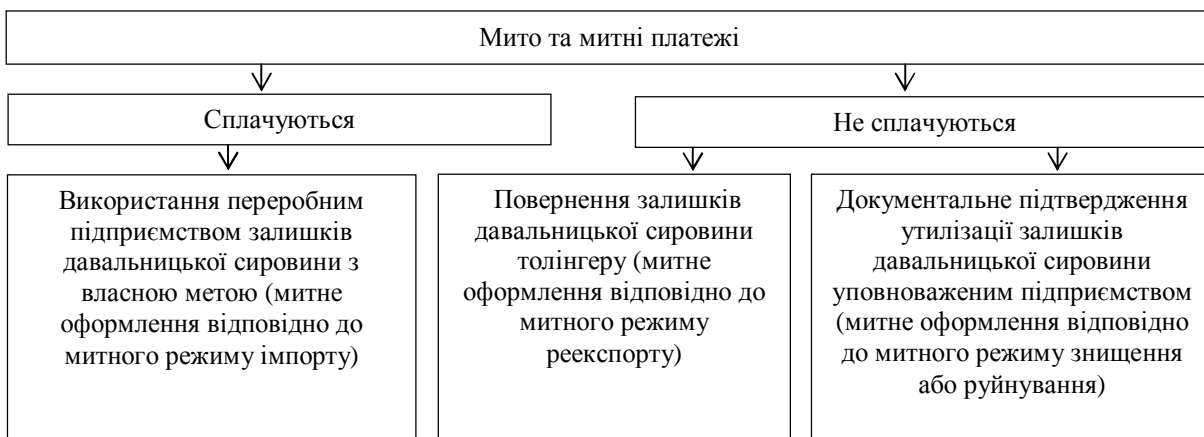 Мито та митні платежі
Сплачуються
Не сплачуються
Використання переробним
підприємством залишків
давальницької сировини з
власною метою (митне
оформлення відповідно до
митного режиму імпорту)
Повернення залишків
давальницької сировини
толінгеру (митне
оформлення відповідно до
митного режиму
реекспорту)
Документальне підтвердження
утилізації залишків
давальницької сировини
уповноваженим підприємством
(митне оформлення відповідно
до митного режиму знищення
або руйнування)